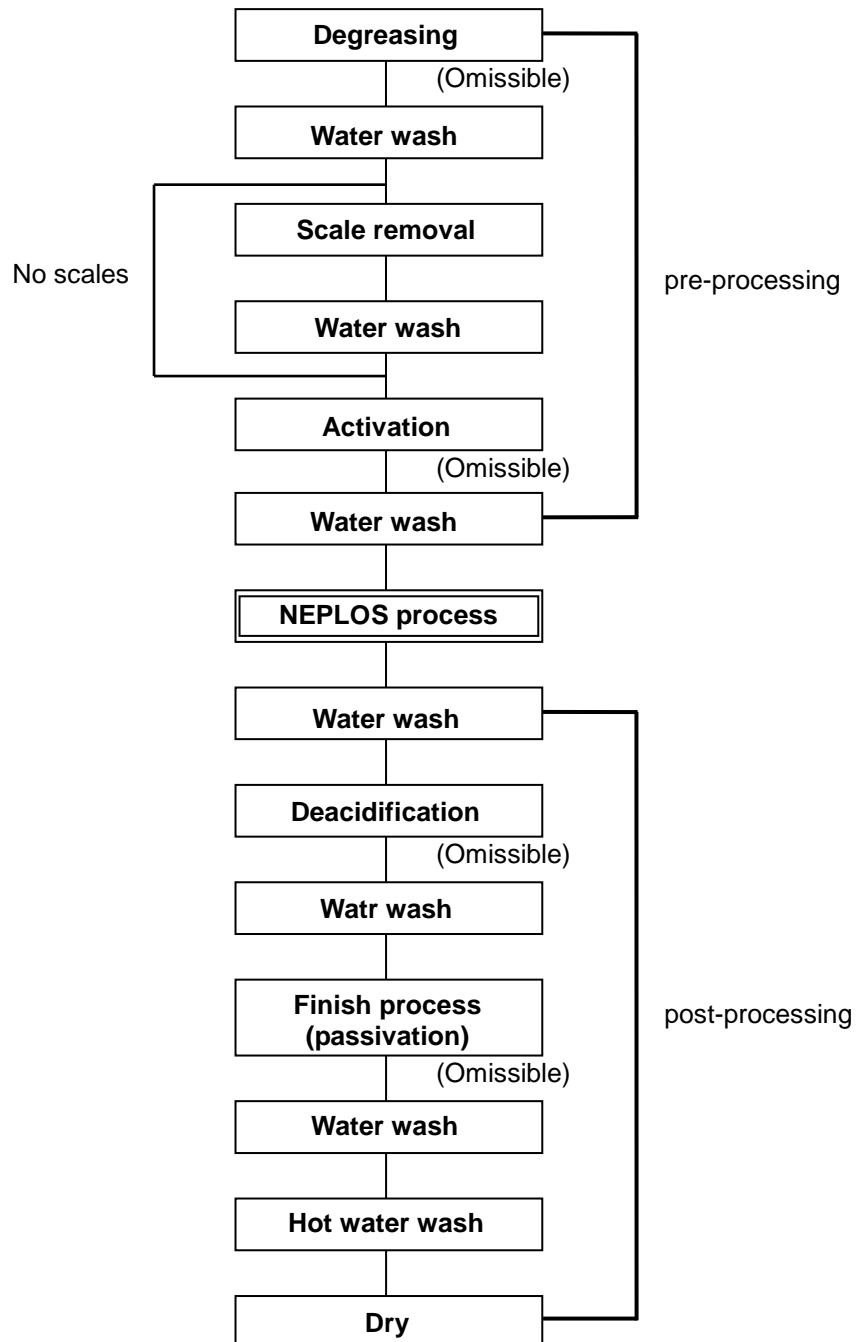 Degreasing
(Omissible)
Water wash
Scale removal
No scales
pre-processing
Water wash
Activation
(Omissible)
Water wash
NEPLOS process
Water wash
Deacidification
(Omissible)
Watr wash
Finish process
(passivation)
post-processing
(Omissible)
Water wash
Hot water wash
Dry